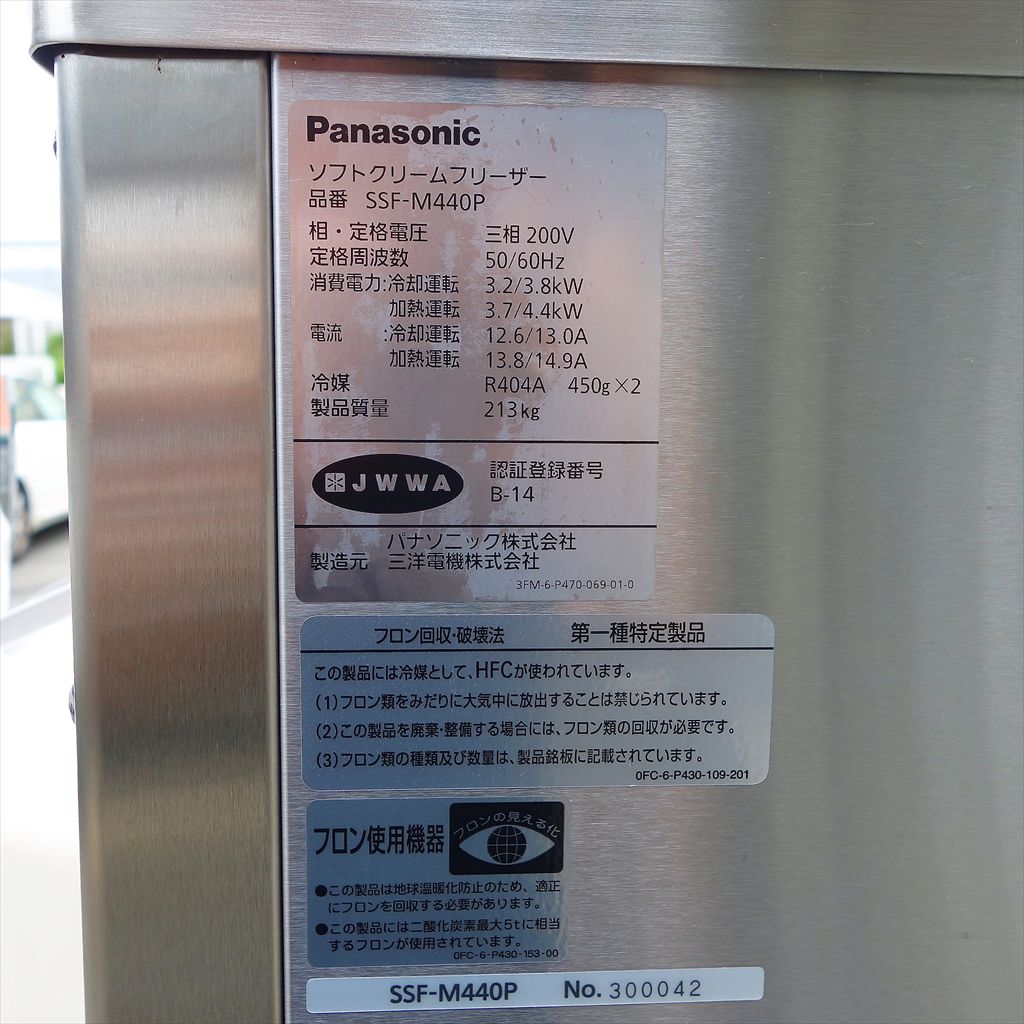 Panasonic
ソフトクリームフリーザー
品番 SSF-M440P
相・定格電圧 三相 200V
定格周波数 50/60Hz
消費電力:冷却運転 3.2/3.8kW
加熱運転 3.7/4.4kW
電流 :冷却運転 12.6/13.0A
加熱運転 13.8/14.9A
冷媒 R404A 450g×2
製品質量 213kg
JWWA 認証登録番号
B-14
パナソニック株式会社
製造元 三洋電機株式会社
3FM-6-P470-069-01-0
フロン回収・破壊法 第一種特定製品
この製品には冷媒として、HFCが使われています。
(1)フロン類をみだりに大気中に放出することは禁じられています。
(2)この製品を廃棄・整備する場合には、フロン類の回収が必要です。
(3)フロン類の種類及び数量は、製品銘板に記載されています。
0FC-6-P430-109-201
フロン使用機器
フロンの見える化
●この製品は地球温暖化防止のため、適正
にフロンを回収する必要があります。
●この製品には二酸化炭素最大5tに相当
するフロンが使用されています。
0FC-6-P430-153-00
SSF-M440P No. 300042